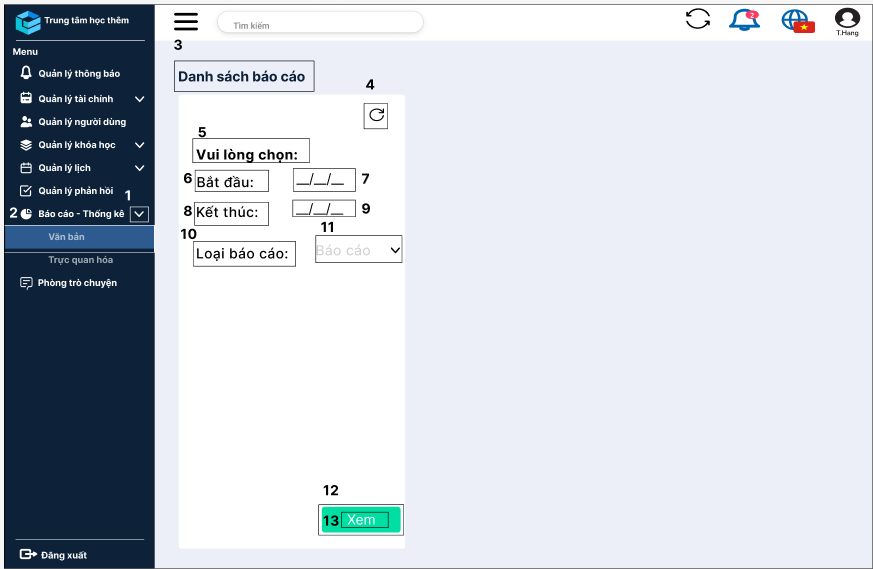 Trung tâm học thêm
Tìm kiếm
2
T.Hang
Menu
Quản lý thông báo
Quản lý tài chính
Quản lý người dùng
Quản lý khóa học
Quản lý lịch
Quản lý phản hồi
1
2 Báo cáo - Thống kê
Văn bản
Trực quan hóa
Phòng trò chuyện
Đăng xuất
3
Danh sách báo cáo
4
5
Vui lòng chọn:
6 Bắt đầu: __/__/__ 7
8 Kết thúc: __/__/__ 9
10 11
Loại báo cáo: Báo cáo
12
13 Xem